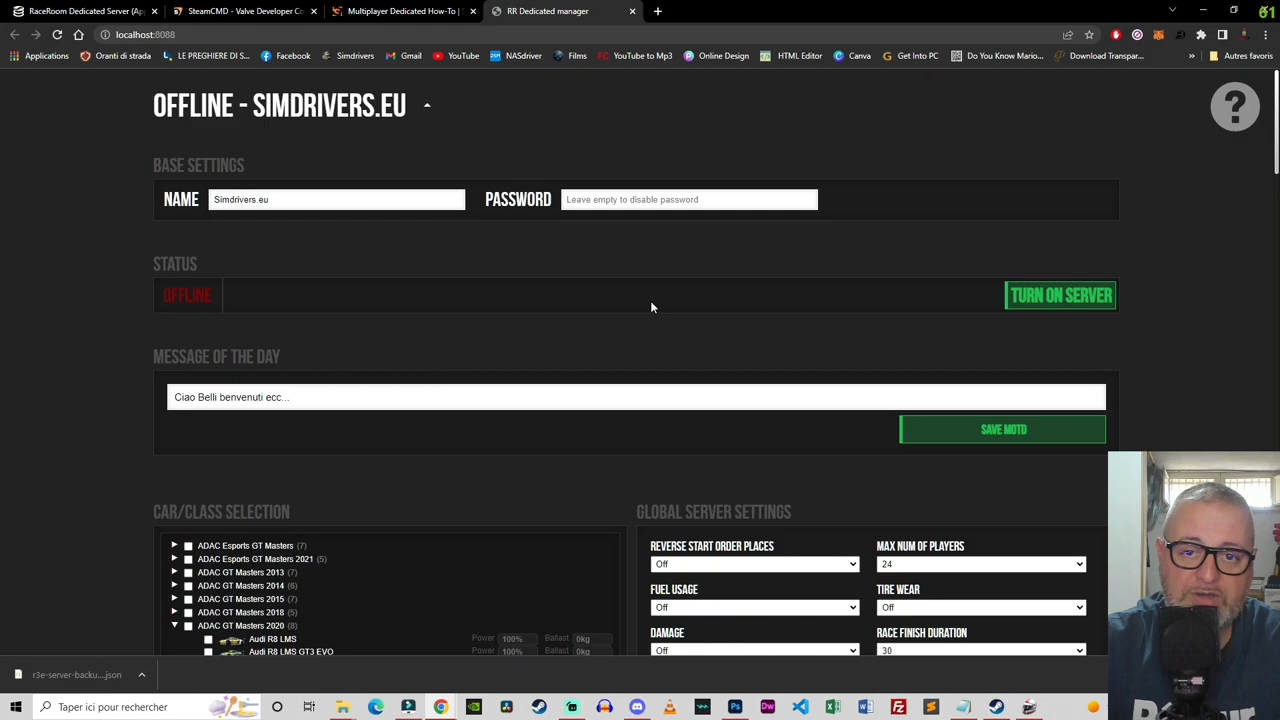 RaceRoom Dedicated Server (Ap
SteamCMD - Valve Developer Co
Multiplayer Dedicated How-To |
RR Dedicated manager
61
localhost:8088
Applications
Oranti di strada
LE PREGHIERE DI S...
Facebook
Simdrivers
Gmail
YouTube
NASdriver
Films
YouTube to Mp3
Online Design
HTML Editor
Canva
Get Into PC
Do You Know Mario...
Download Transpar...
»
Autres favoris
OFFLINE - SIMDRIVERS.EU
?
BASE SETTINGS
NAME
Simdrivers.eu
PASSWORD
Leave empty to disable password
STATUS
OFFLINE
TURN ON SERVER
MESSAGE OF THE DAY
Ciao Belli benvenuti ecc...
SAVE MOTD
CAR/CLASS SELECTION
ADAC Esports GT Masters (7)
ADAC Esports GT Masters 2021 (5)
ADAC GT Masters 2013 (7)
ADAC GT Masters 2014 (6)
ADAC GT Masters 2015 (7)
ADAC GT Masters 2018 (5)
ADAC GT Masters 2020 (8)
Audi R8 LMS Power 100% Ballast 0kg
Audi R8 LMS GT3 EVO Power 100% Ballast 0kg
GLOBAL SERVER SETTINGS
REVERSE START ORDER PLACES
Off
MAX NUM OF PLAYERS
24
FUEL USAGE
Off
TIRE WEAR
Off
DAMAGE
Off
RACE FINISH DURATION
30
r3e-server-backu....json
Taper ici pour rechercher